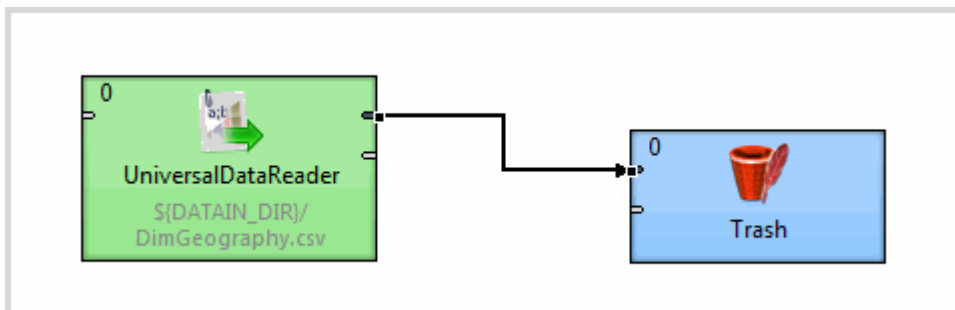 0
a;b
UniversalDataReader
${DATAIN_DIR}/
DimGeography.csv
0
Trash